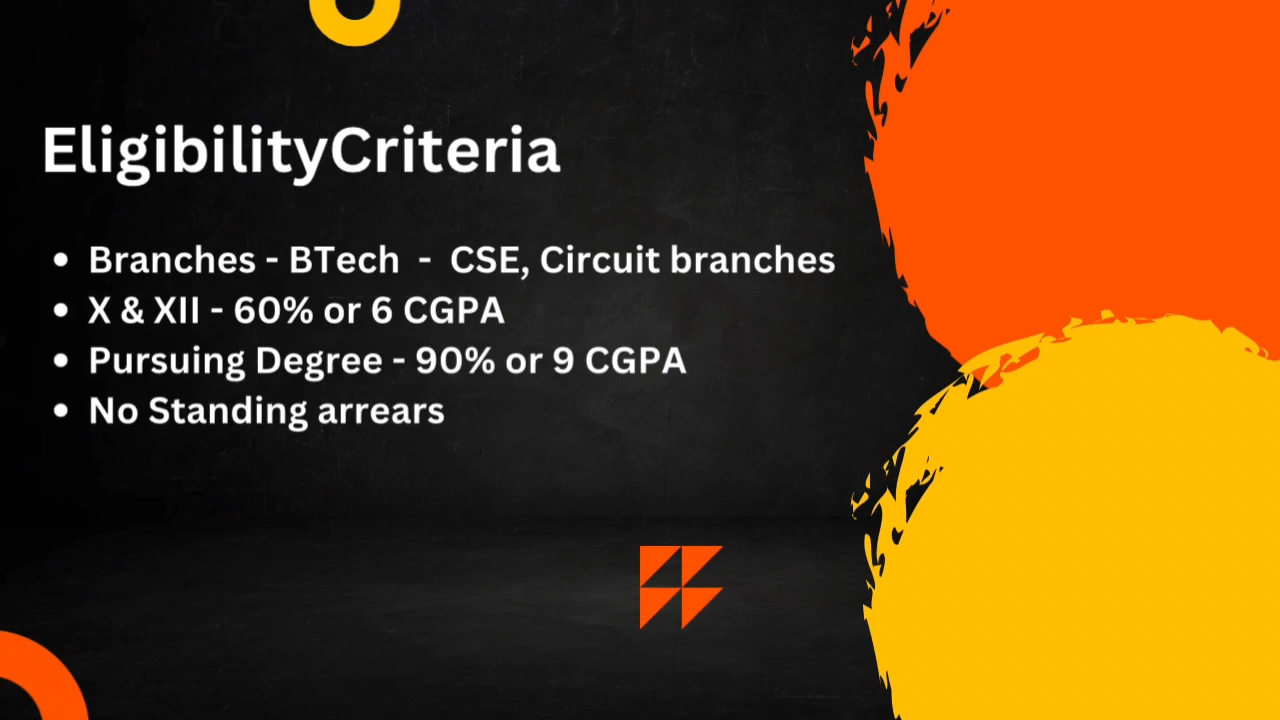 EligibilityCriteria
• Branches - BTech - CSE, Circuit branches
• X & XII - 60% or 6 CGPA
• Pursuing Degree - 90% or 9 CGPA
• No Standing arrears